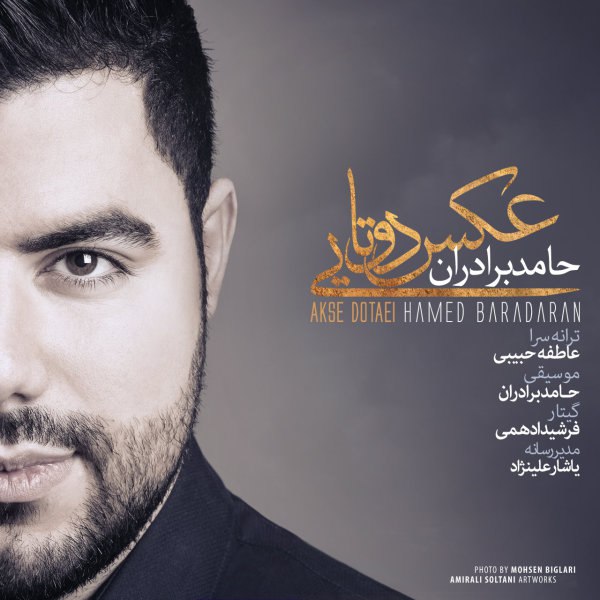 عکس دوتایی
حامد برادران
AKSE DOTAEI HAMED BARADARAN
ترانه سرا
عاطفه حبیبی
موسیقی
حامد برادران
گیتار
فرشید ادهمی
مدیر رسانه
یاشار علینژاد
PHOTO BY MOHSEN BIGLARI
AMIRALI SOLTANI ARTWORKS